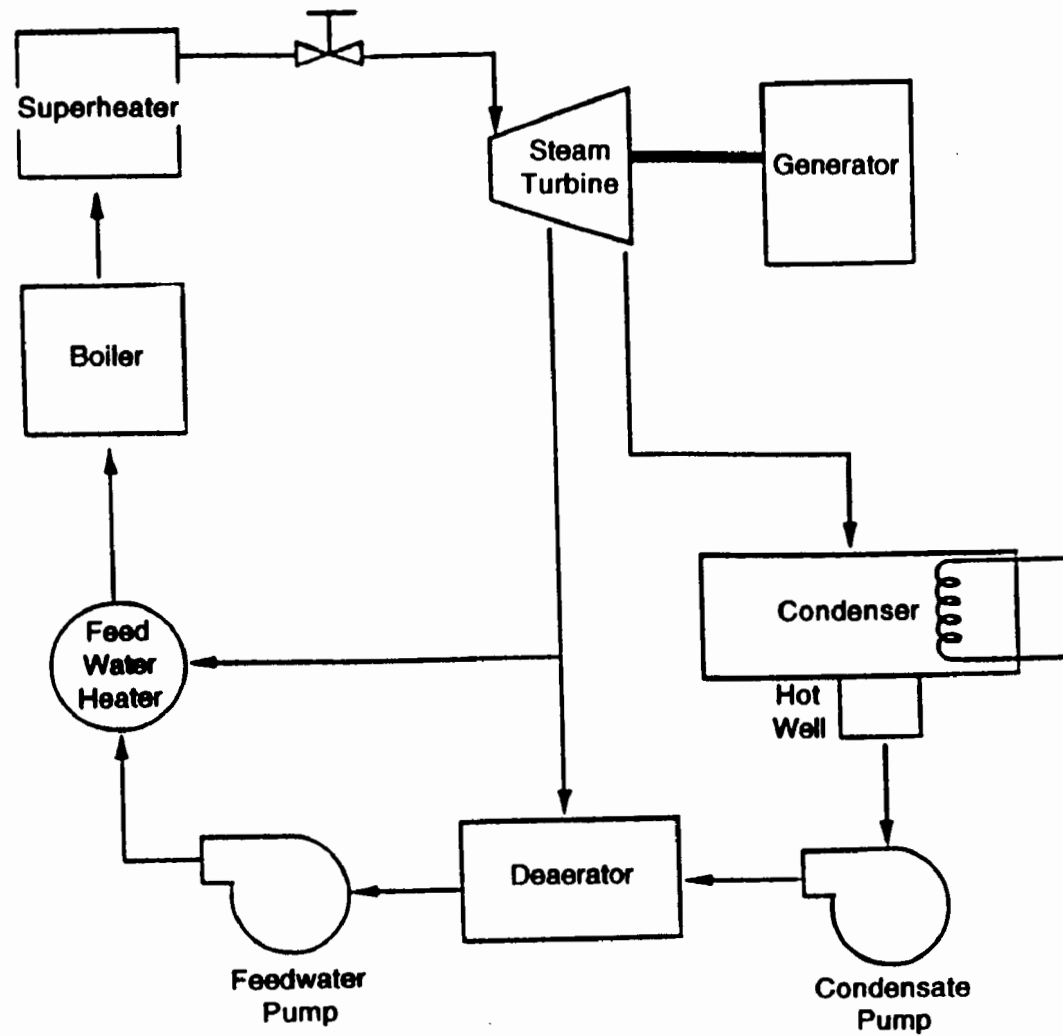 Superheater
Steam
Turbine
Generator
Boiler
Feed
Water
Heater
Condenser
Hot
Well
Deaerator
Feedwater
Pump
Condensate
Pump